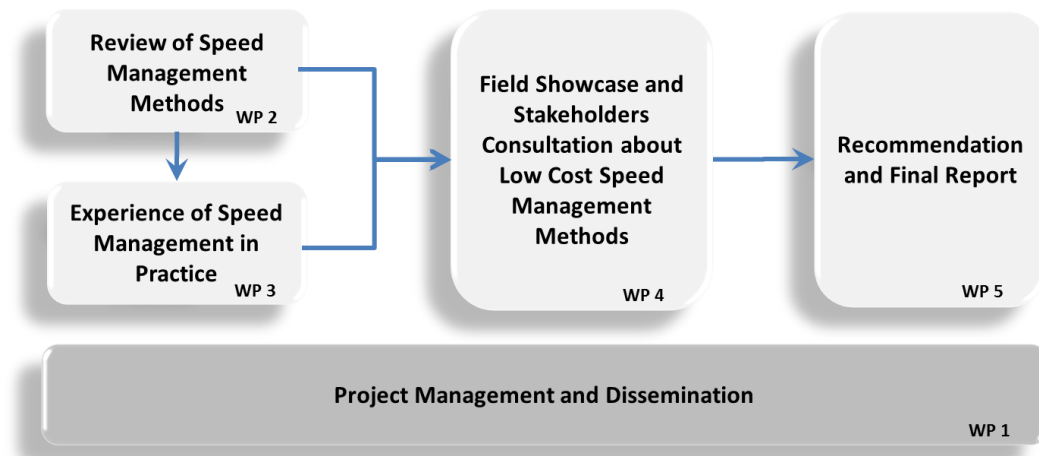 Review of Speed
Management
Methods
WP 2
Experience of Speed
Management in
Practice
WP 3
Field Showcase and
Stakeholders
Consultation about
Low Cost Speed
Management
Methods
WP 4
Recommendation
and Final Report
WP 5
Project Management and Dissemination
WP 1